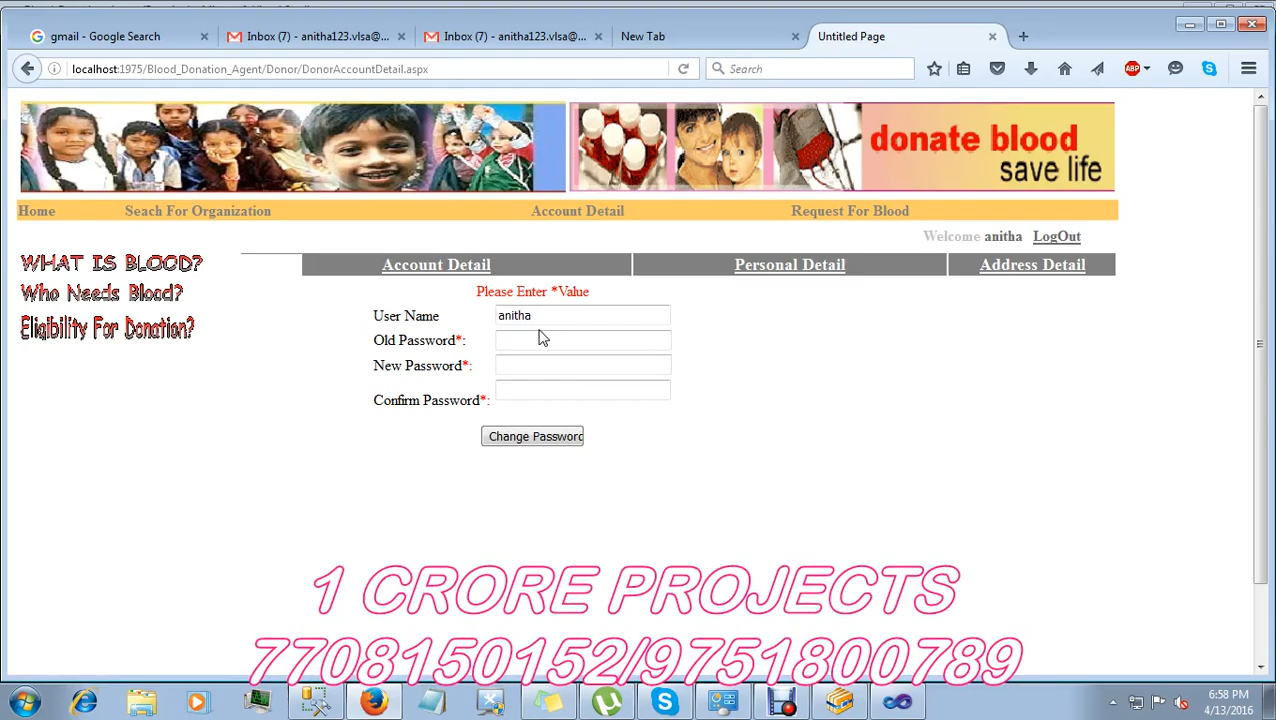 gmail - Google Search
Inbox (7) - anitha123.vlsa@...
Inbox (7) - anitha123.vlsa@...
New Tab
Untitled Page
localhost:1975/Blood_Donation_Agent/Donor/DonorAccountDetail.aspx
Search
ABP
donate blood
save life
Home
Seach For Organization
Account Detail
Request For Blood
Welcome anitha LogOut
WHAT IS BLOOD?
Who Needs Blood?
Eligibility For Donation?
Account Detail
Personal Detail
Address Detail
Please Enter *Value
User Name
anitha
Old Password*:
New Password*:
Confirm Password*:
Change Password
1 CRORE PROJECTS
7708150152/9751800789
6:58 PM
4/13/2016